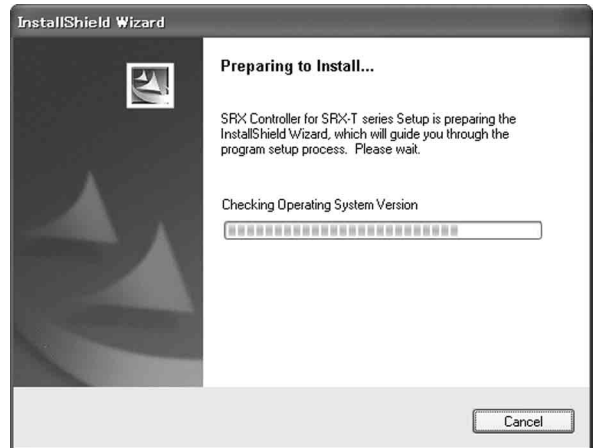 InstallShield Wizard
Preparing to Install...
SRX Controller for SRX-T series Setup is preparing the
InstallShield Wizard, which will guide you through the
program setup process.  Please wait.
Checking Operating System Version
Cancel